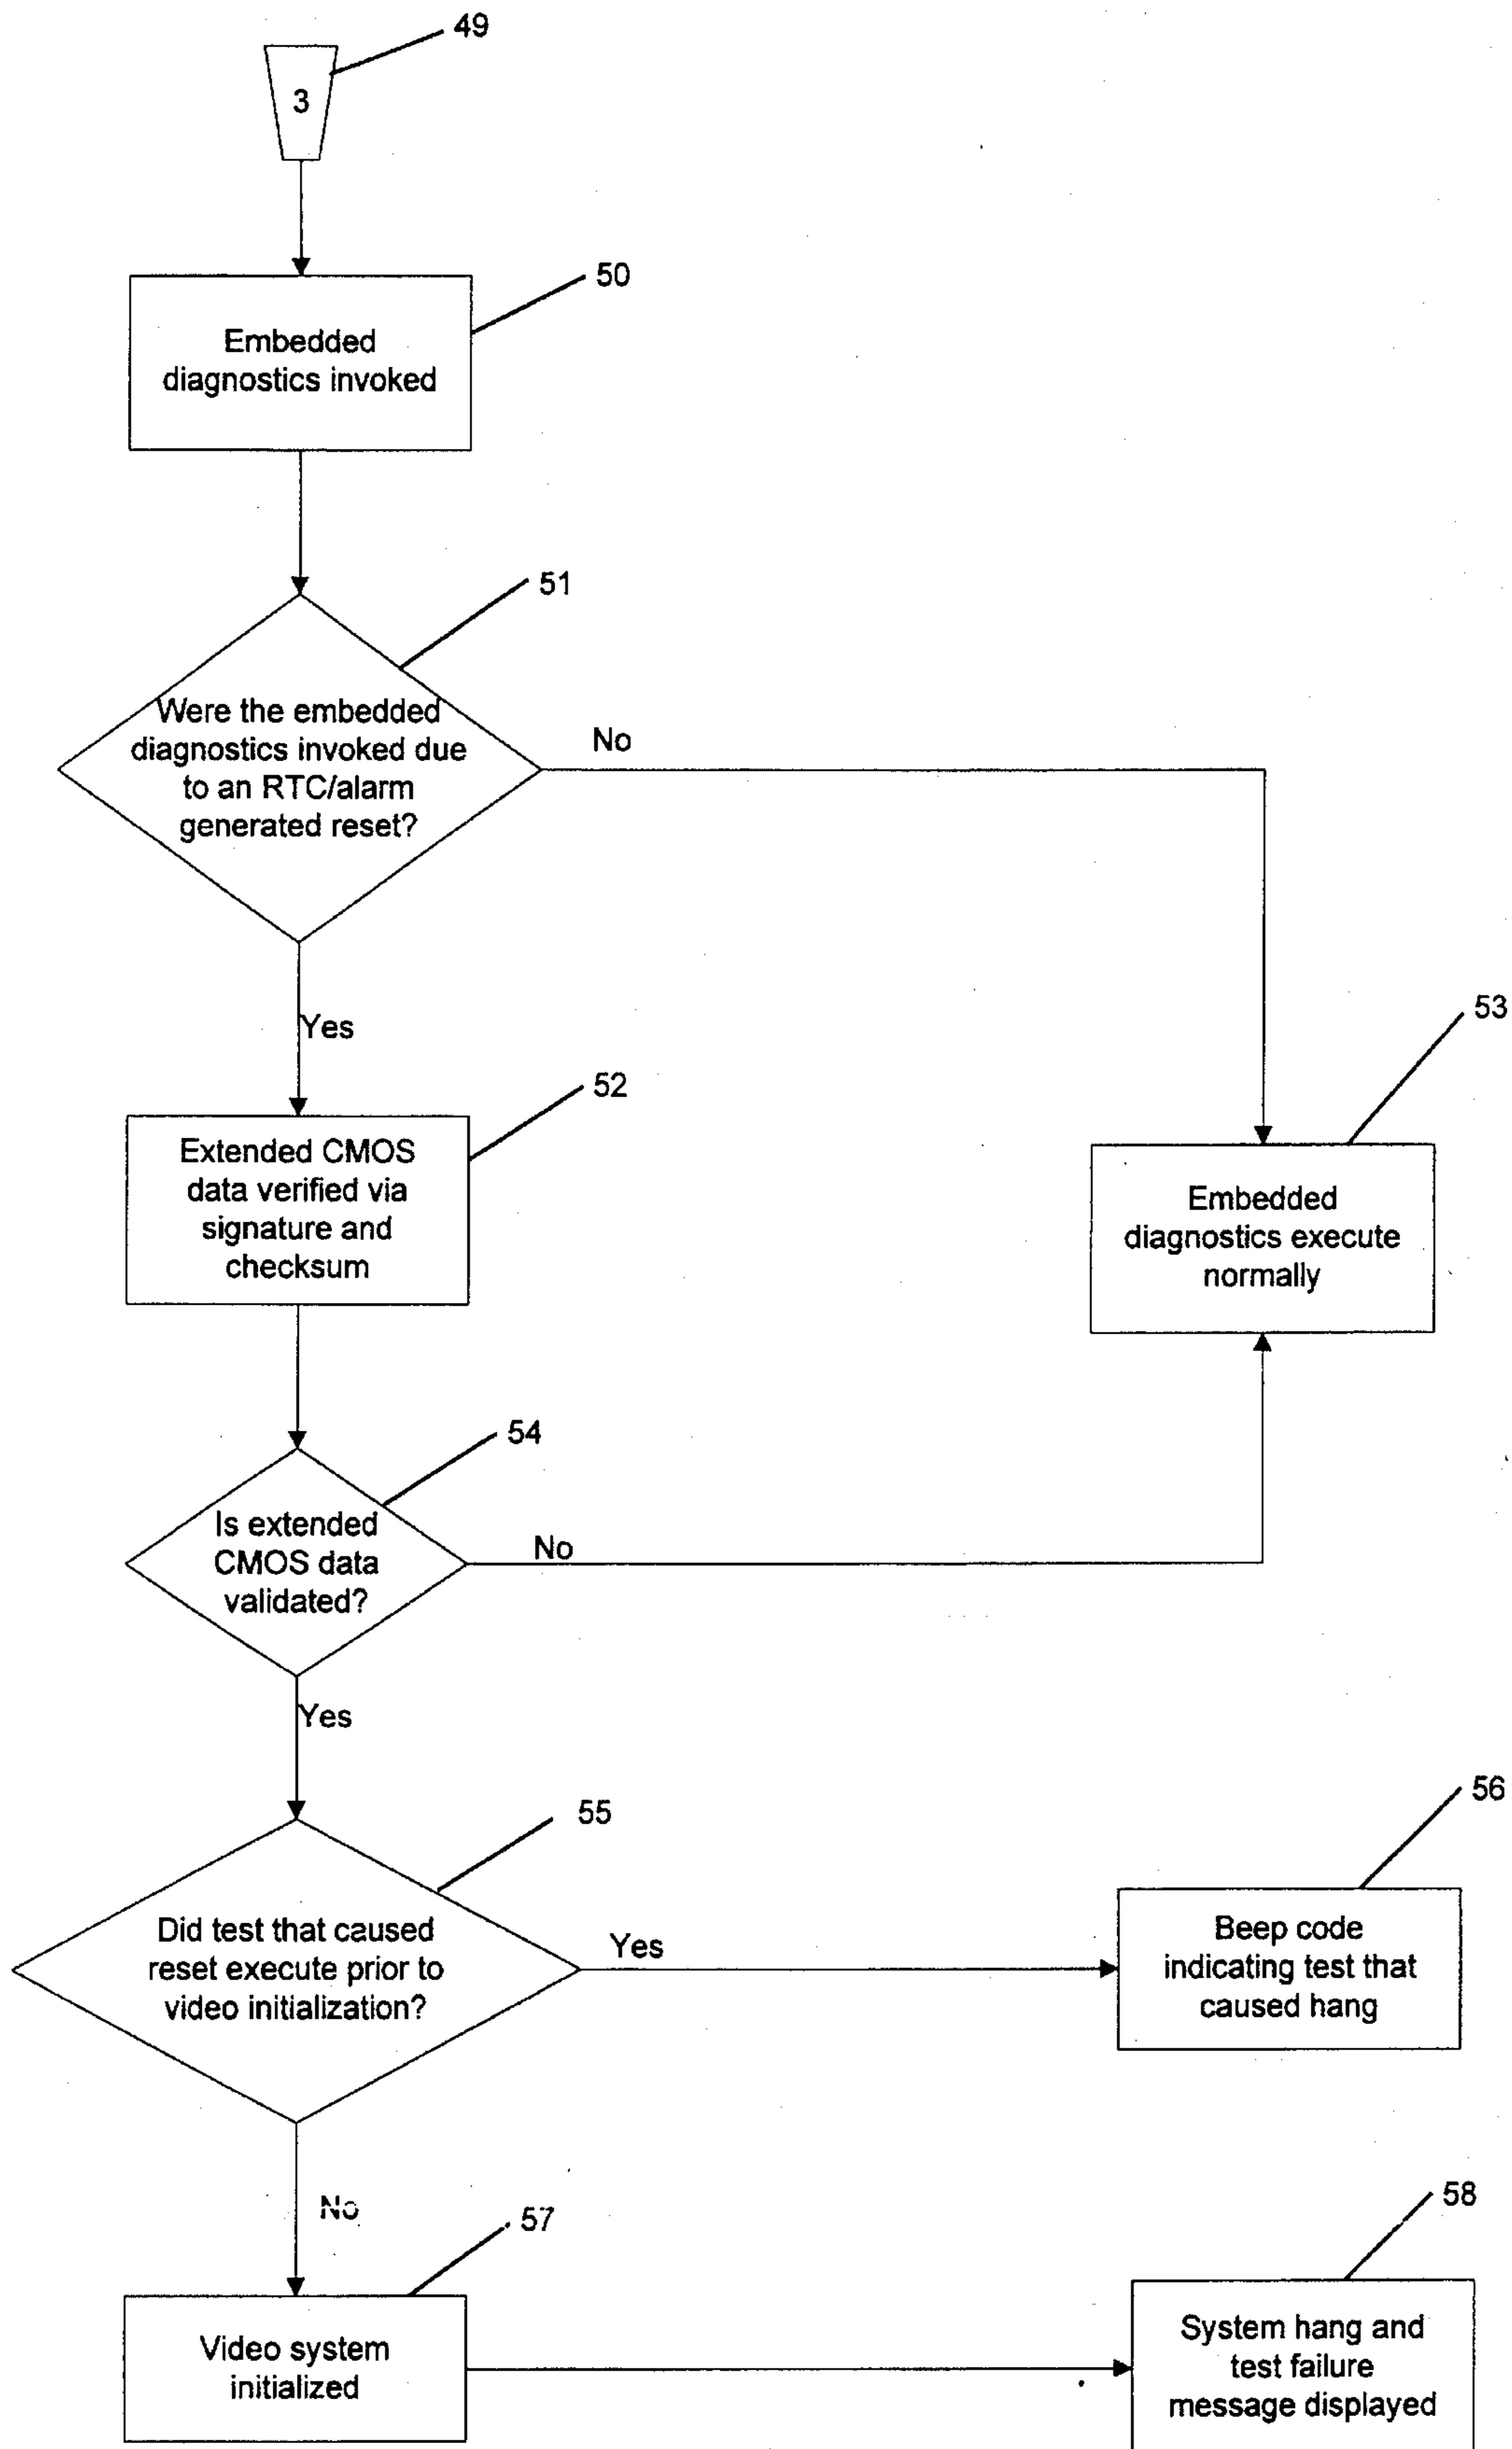 49
3
50
Embedded
diagnostics invoked
51
Were the embedded
diagnostics invoked due
to an RTC/alarm
generated reset?
No
Yes
53
52
Extended CMOS
data verified via
signature and
checksum
Embedded
diagnostics execute
normally
54
Is extended
CMOS data
validated?
No
Yes
56
55
Did test that caused
reset execute prior to
video initialization?
Yes
Beep code
indicating test that
caused hang
No
58
57
Video system
initialized
System hang and
test failure
message displayed